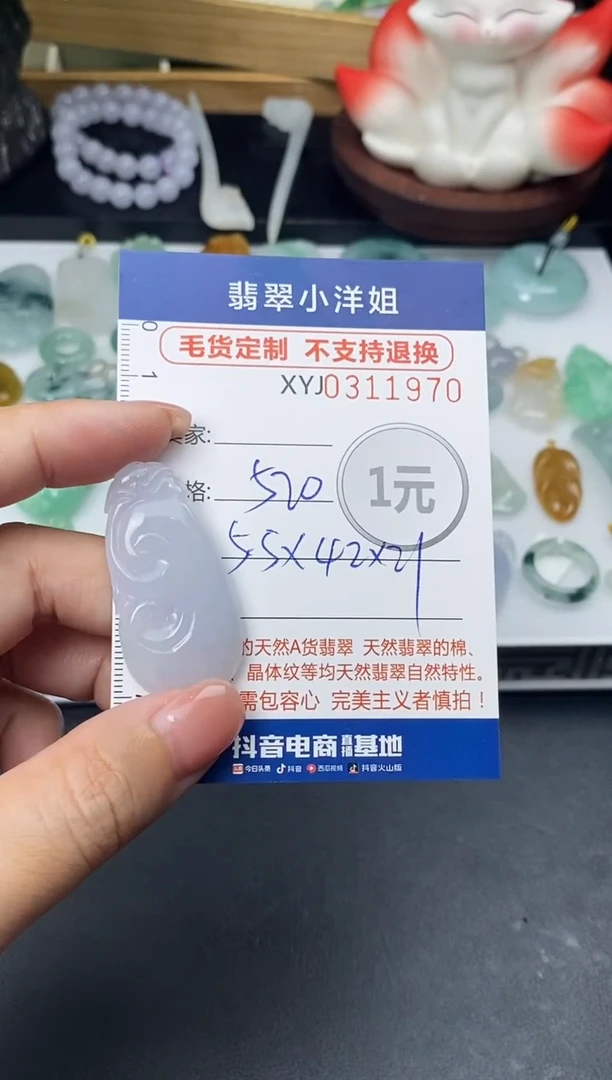 翡翠小洋姐
毛货定制 不支持退换
XYJ0311970
0
1
家:
格: 520
1元
55X42X21
的天然A货翡翠 天然翡翠的棉、
晶体纹等均天然翡翠自然特性。
需包容心 完美主义者慎拍！
抖音电商直播基地
今日头条 抖音 西瓜视频 抖音火山版